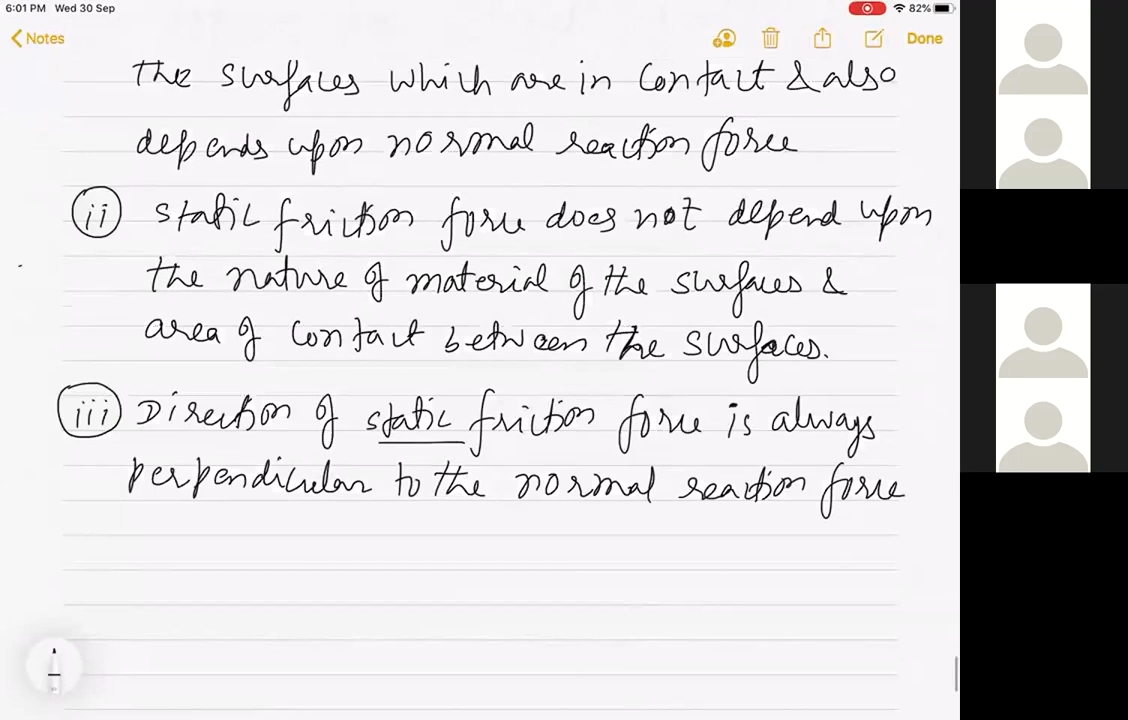 6:01 PM Wed 30 Sep
82%
Notes
Done
the surfaces which are in contact & also
depends upon normal reaction force
(ii) static friction force does not depend upon
the nature of material of the surfaces &
area of contact between the surfaces.
(iii) Direction of static friction force is always
perpendicular to the normal reaction force